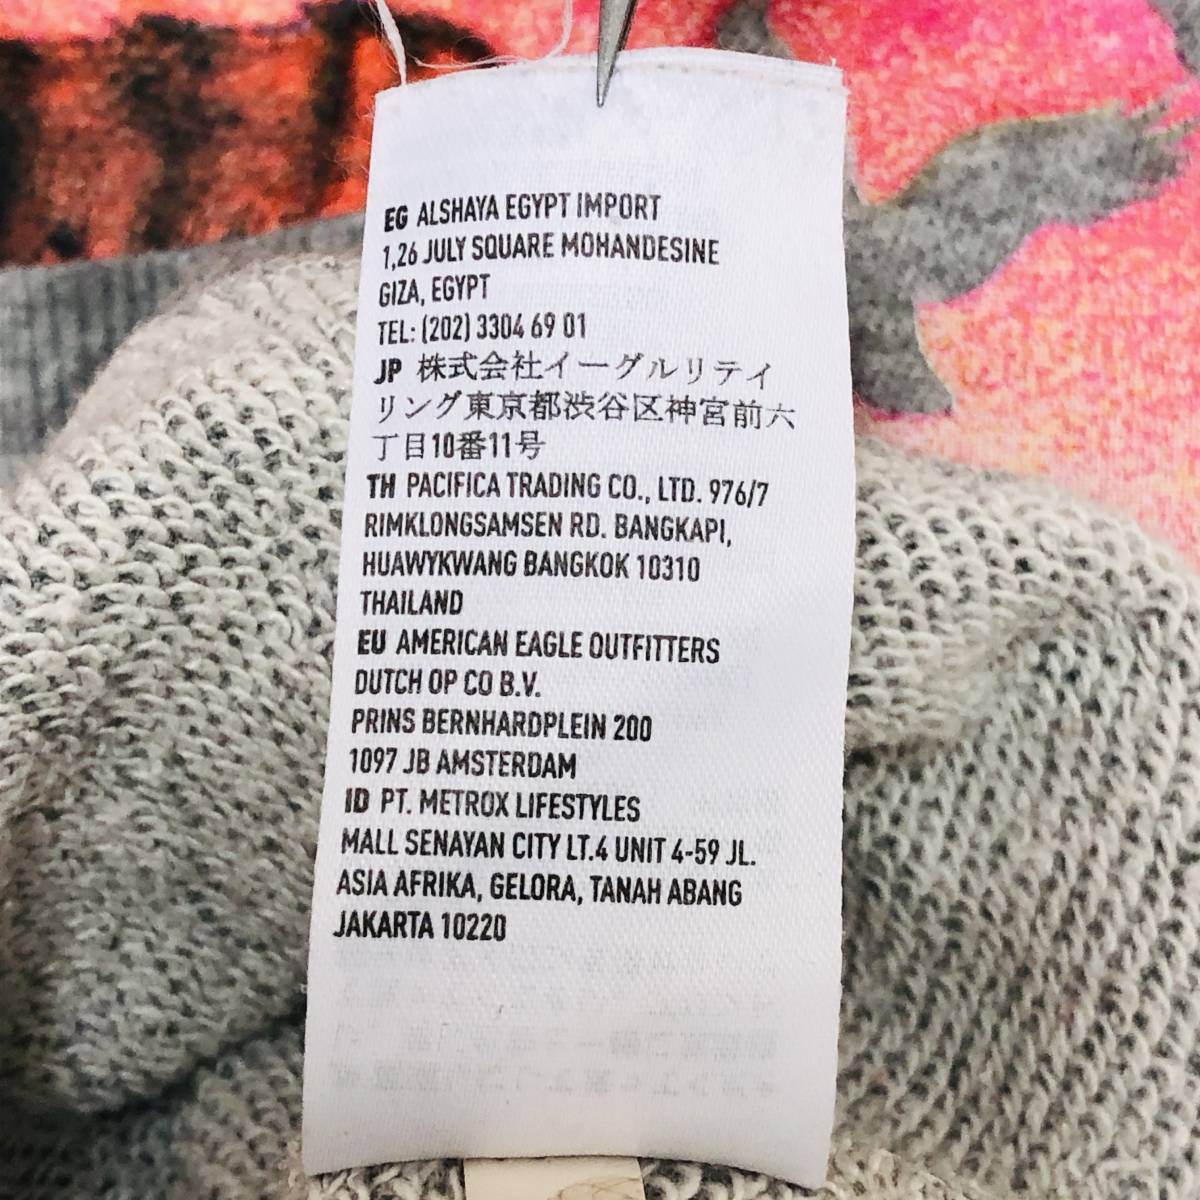 EG ALSHAYA EGYPT IMPORT
1,26 JULY SQUARE MOHANDESINE
GIZA, EGYPT
TEL: (202) 3304 69 01
JP 株式会社イーグルリテイ
リング東京都渋谷区神宮前六
丁目10番11号
TH PACIFICA TRADING CO., LTD. 976/7
RIMKLONGSAMSEN RD. BANGKAPI,
HUAWYKWANG BANGKOK 10310
THAILAND
EU AMERICAN EAGLE OUTFITTERS
DUTCH OP CO B.V.
PRINS BERNHARDPLEIN 200
1097 JB AMSTERDAM
ID PT. METROX LIFESTYLES
MALL SENAYAN CITY LT.4 UNIT 4-59 JL.
ASIA AFRIKA, GELORA, TANAH ABANG
JAKARTA 10220